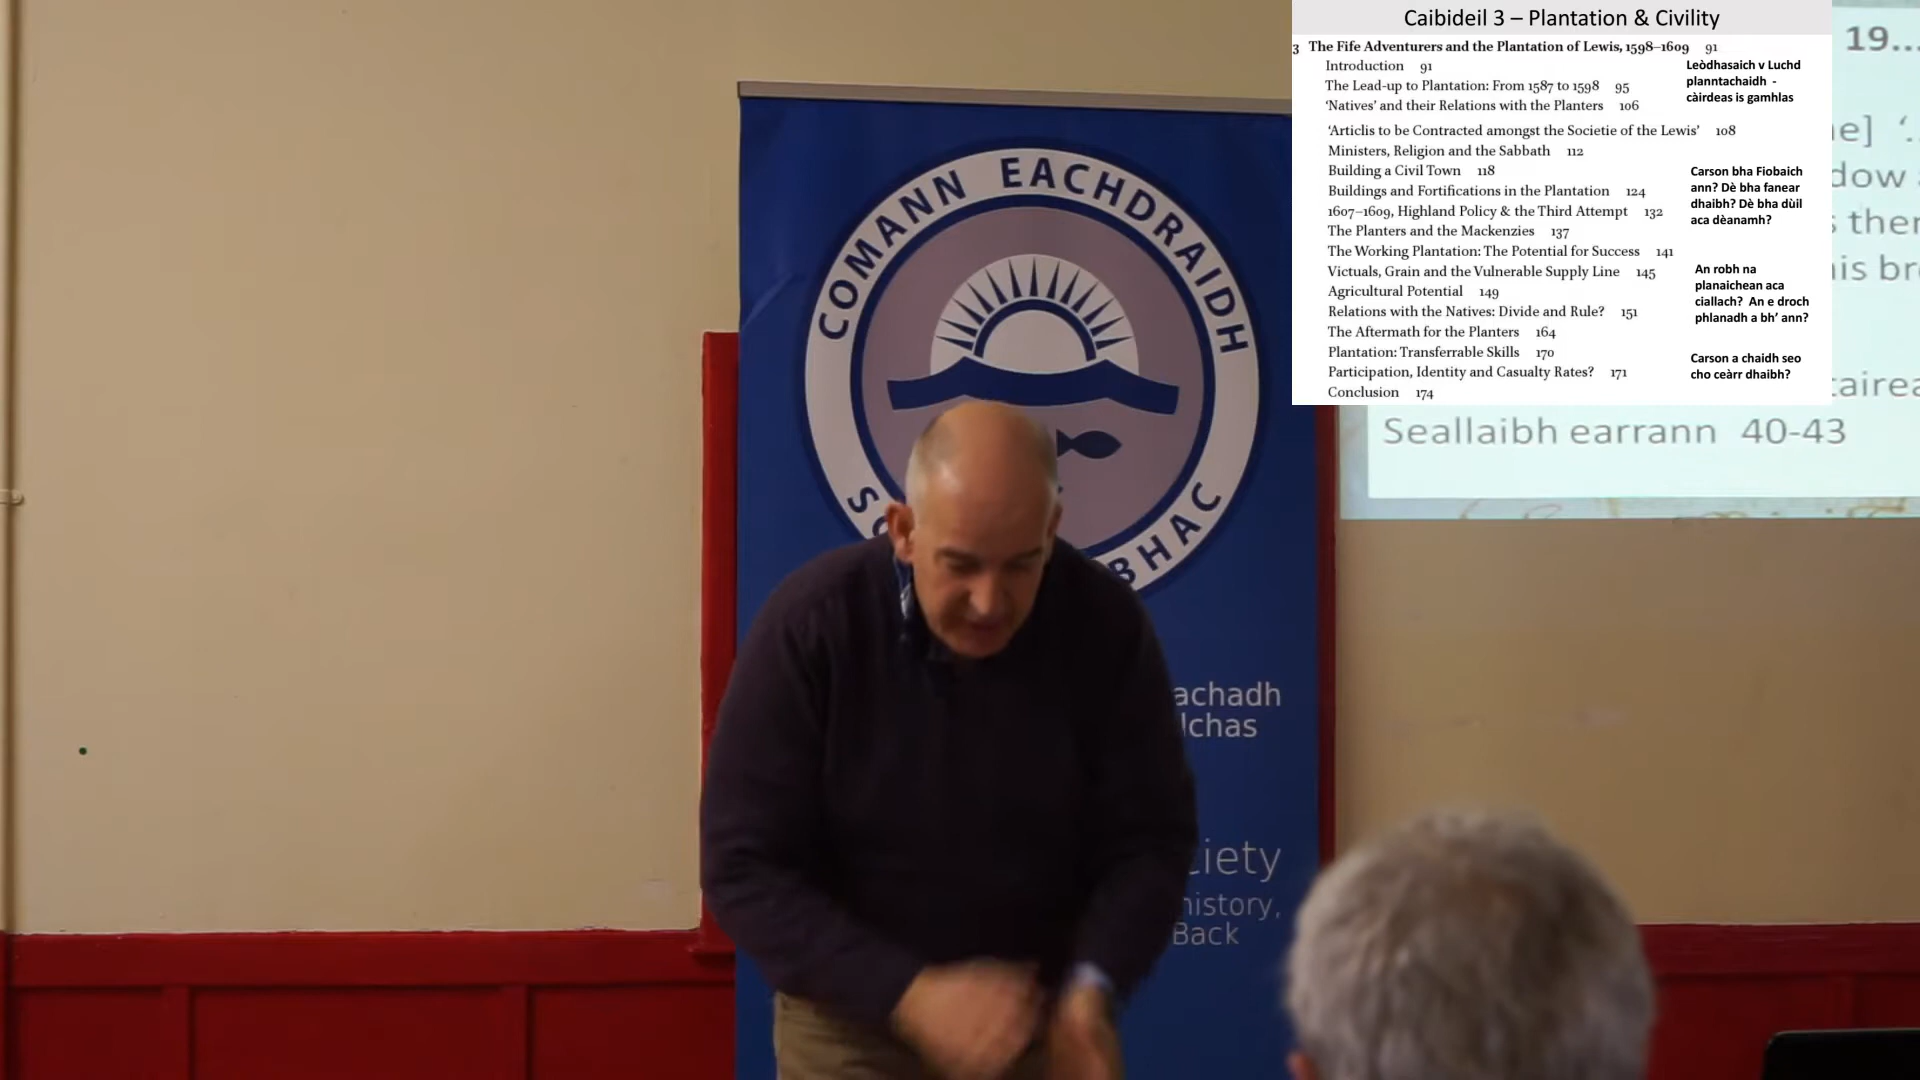 Caibideil 3 – Plantation & Civility
3 The Fife Adventurers and the Plantation of Lewis, 1598–1609 91
Introduction 91
The Lead-up to Plantation: From 1587 to 1598 95
‘Natives’ and their Relations with the Planters 106
‘Articlis to be Contracted amongst the Societie of the Lewis’ 108
Ministers, Religion and the Sabbath 112
Building a Civil Town 118
Buildings and Fortifications in the Plantation 124
1607–1609, Highland Policy & the Third Attempt 132
The Planters and the Mackenzies 137
The Working Plantation: The Potential for Success 141
Victuals, Grain and the Vulnerable Supply Line 145
Agricultural Potential 149
Relations with the Natives: Divide and Rule? 151
The Aftermath for the Planters 164
Plantation: Transferrable Skills 170
Participation, Identity and Casualty Rates? 171
Conclusion 174
Leòdhasaich v Luchd
planntachaidh -
càirdeas is gamhlas
Carson bha Fiobaich
ann? Dè bha fanear
dhaibh? Dè bha dùil
aca dèanamh?
An robh na
planaichean aca
ciallach? An e droch
phlanadh a bh’ ann?
Carson a chaidh seo
cho ceàrr dhaibh?
19...
Seallaibh earrann 40-43
COMANN EACHDRAIDH
BHAC
achadh
lchas
ciety
history,
Back